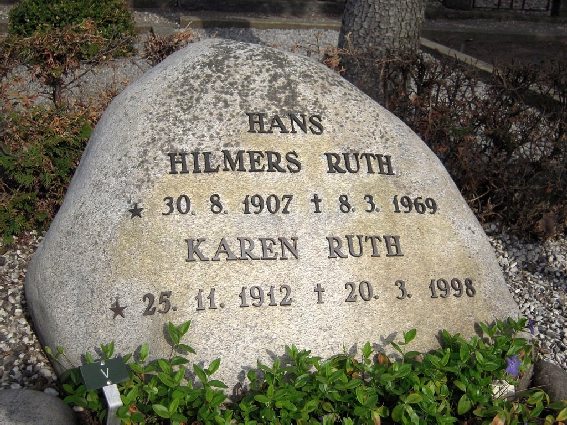 HANS
HILMERS RUTH
★ 30. 8. 1907 ✝ 8. 3. 1969
KAREN RUTH
★ 25. 11. 1912 ✝ 20. 3. 1998
V